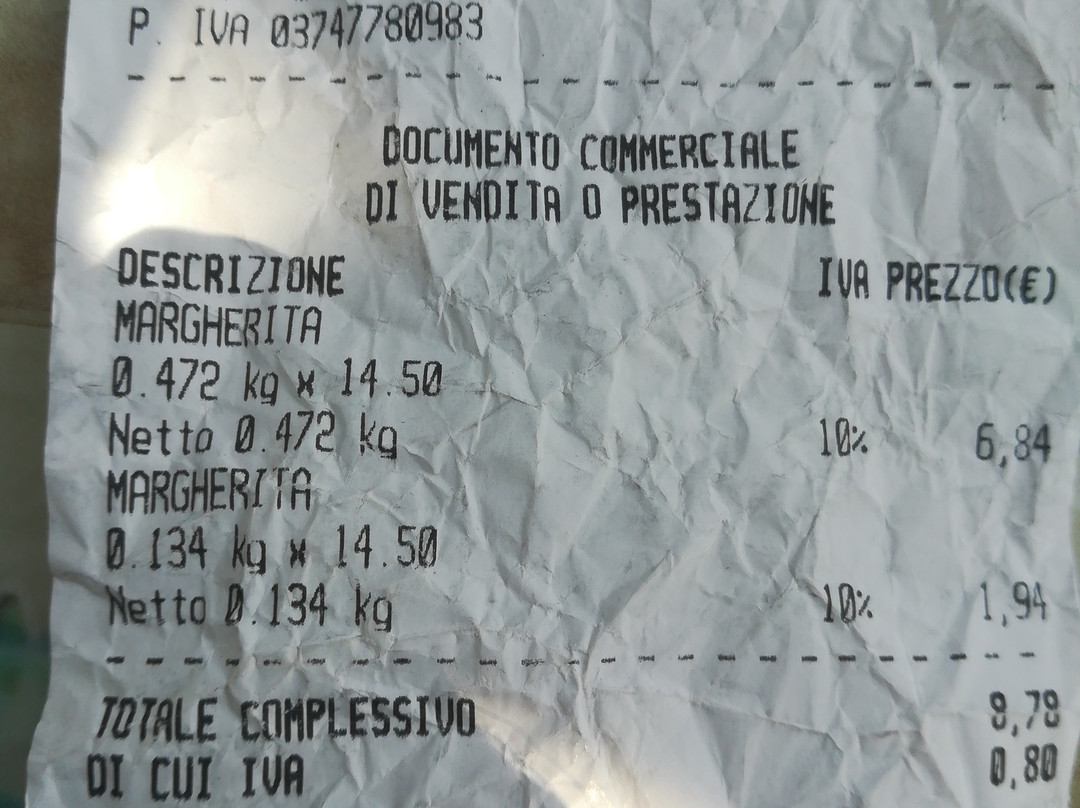 P. IVA 03747780983
DOCUMENTO COMMERCIALE
DI VENDITA O PRESTAZIONE
DESCRIZIONE IVA PREZZO(€)
MARGHERITA
0.472 kg x 14.50
Netto 0.472 kg 10% 6,84
MARGHERITA
0.134 kg x 14.50
Netto 0.134 kg 10% 1,94
TOTALE COMPLESSIVO 8,78
DI CUI IVA 0,80